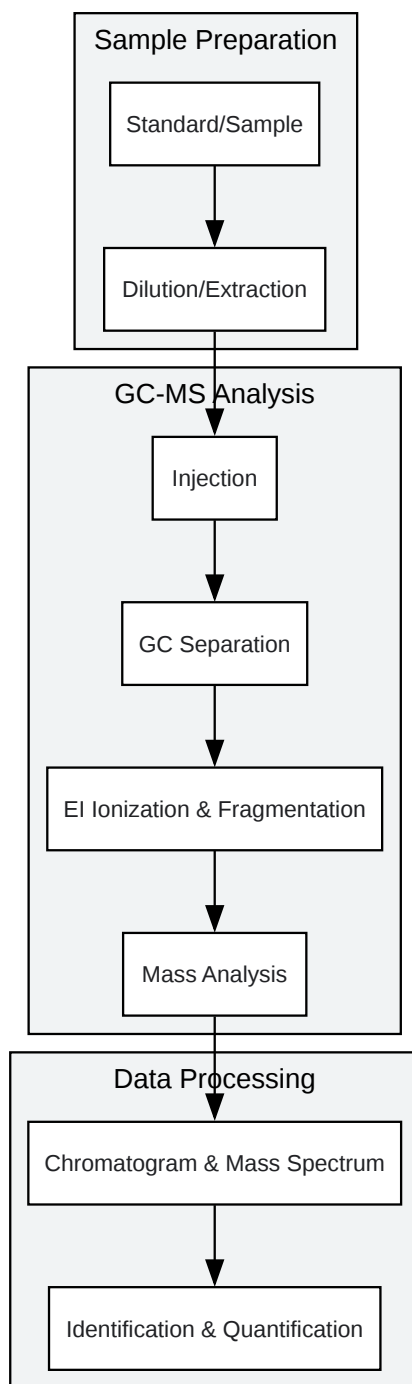 Sample Preparation
Standard/Sample
Dilution/Extraction
GC-MS Analysis
Injection
GC Separation
EI Ionization & Fragmentation
Mass Analysis
Data Processing
Chromatogram & Mass Spectrum
Identification & Quantification